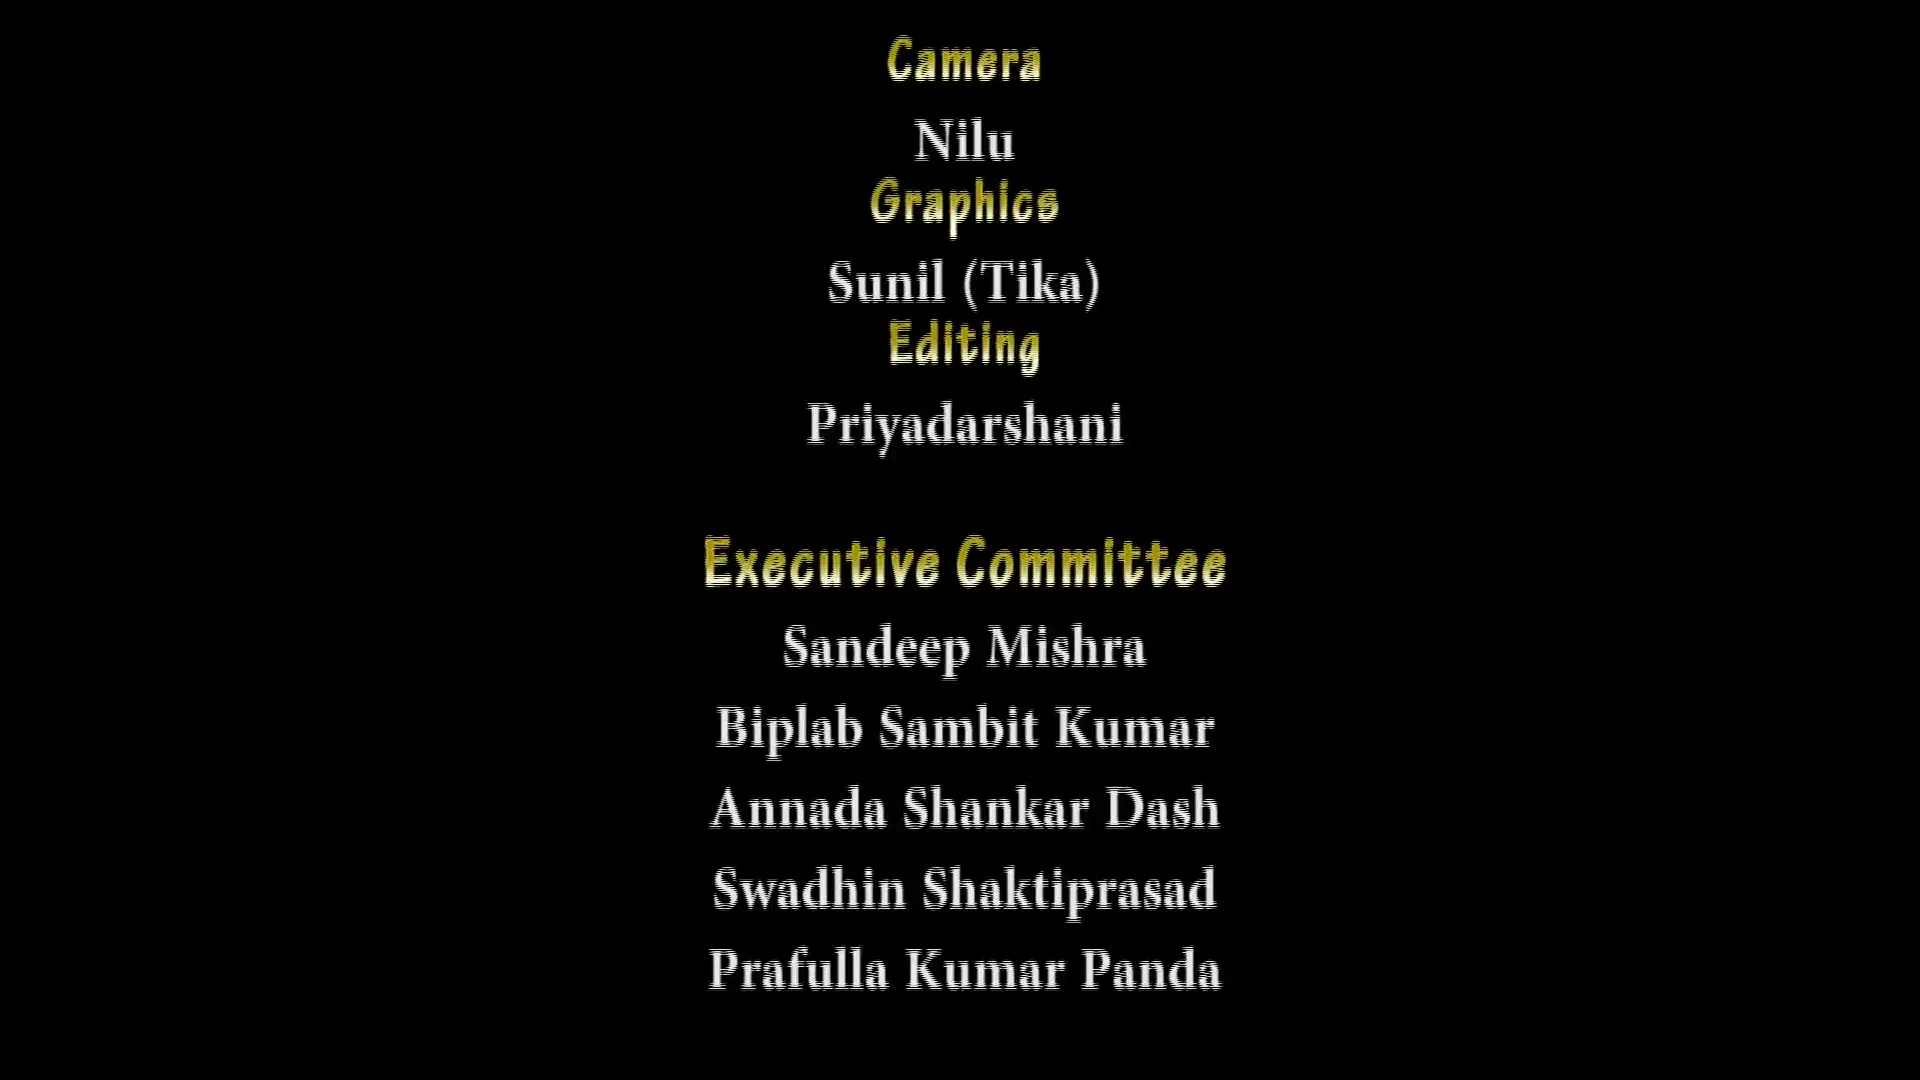 Camera
Nilu
Graphics
Sunil (Tika)
Editing
Priyadarshani
Executive Committee
Sandeep Mishra
Biplab Sambit Kumar
Annada Shankar Dash
Swadhin Shaktiprasad
Prafulla Kumar Panda